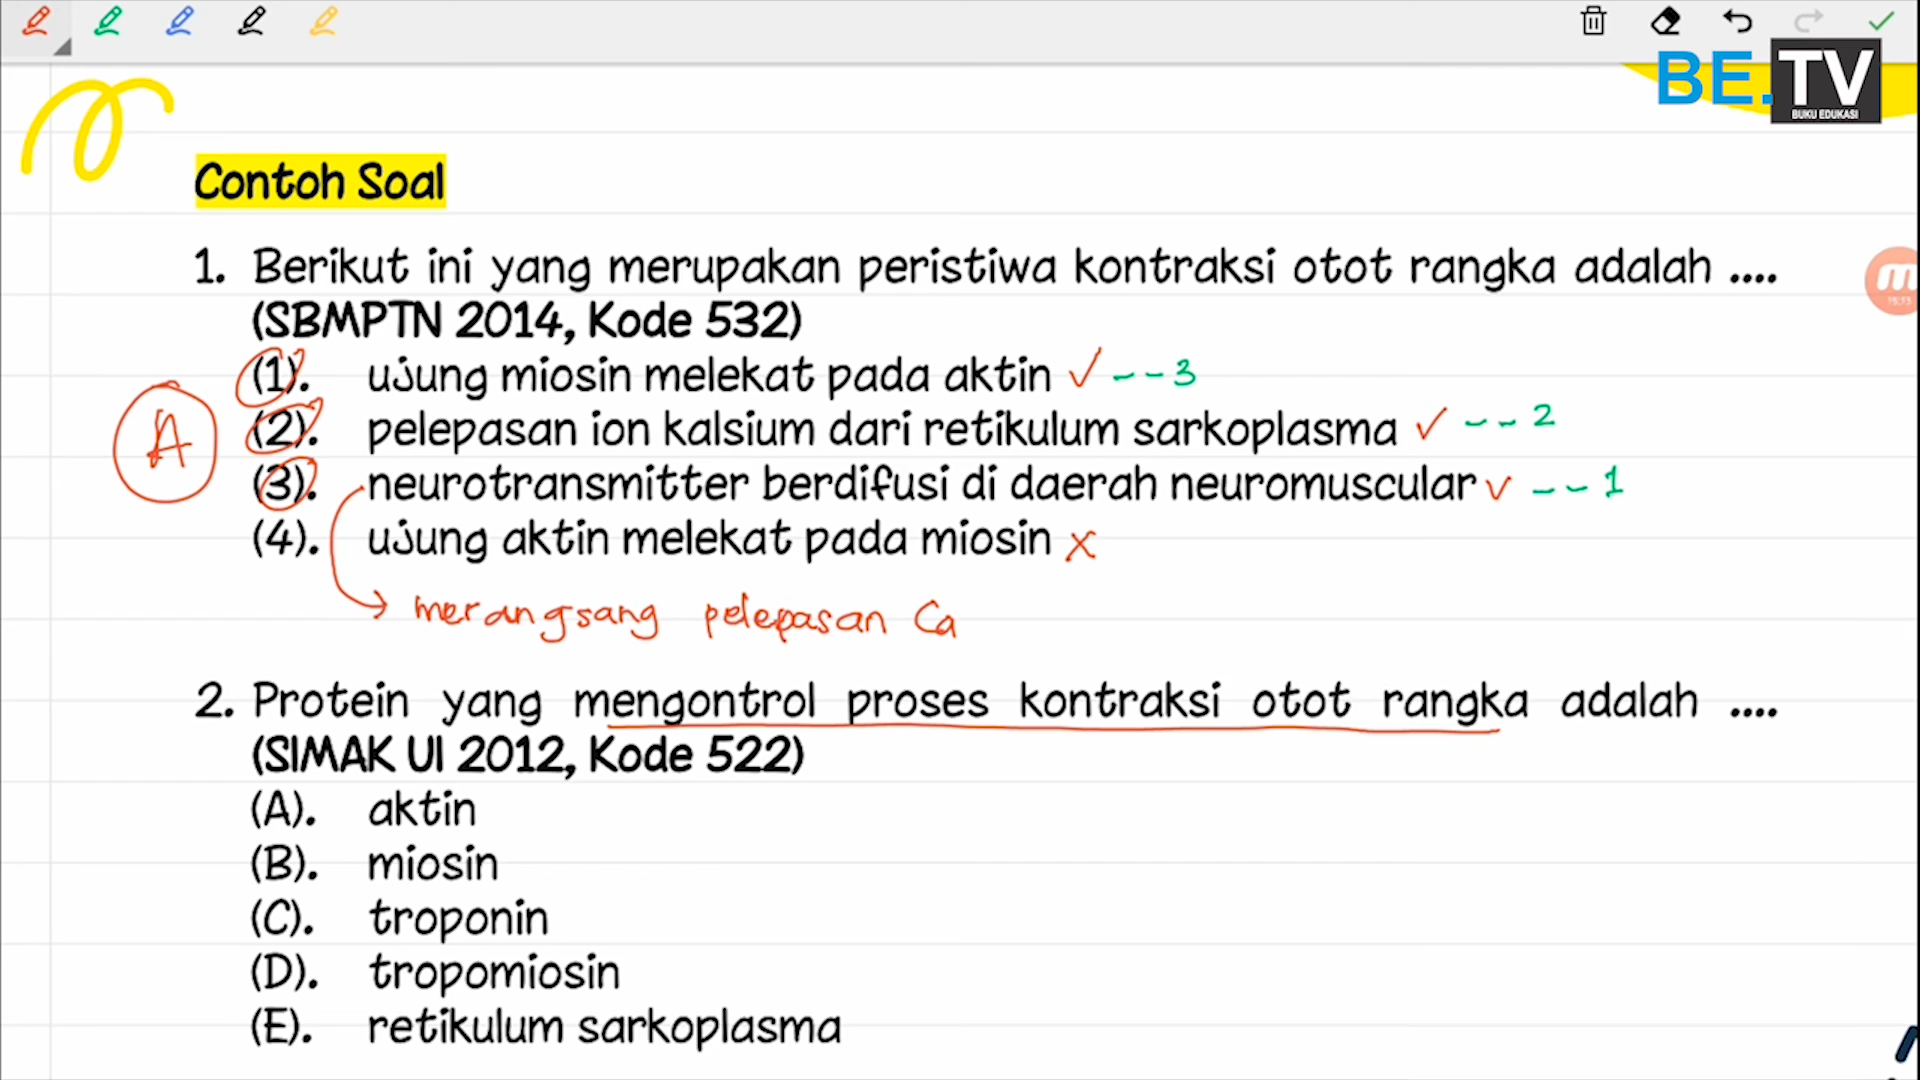 BE.TV
BUKU EDUKASI
Contoh Soal
1. Berikut ini yang merupakan peristiwa kontraksi otot rangka adalah ....
(SBMPTN 2014, Kode 532)
(1). ujung miosin melekat pada aktin ✓ -- 3
(2). pelepasan ion kalsium dari retikulum sarkoplasma ✓ -- 2
A
(3). neurotransmitter berdifusi di daerah neuromuscular ✓ -- 1
(4). ujung aktin melekat pada miosin x
→ merangsang pelepasan Ca
2. Protein yang mengontrol proses kontraksi otot rangka adalah ....
(SIMAK UI 2012, Kode 522)
(A). aktin
(B). miosin
(C). troponin
(D). tropomiosin
(E). retikulum sarkoplasma